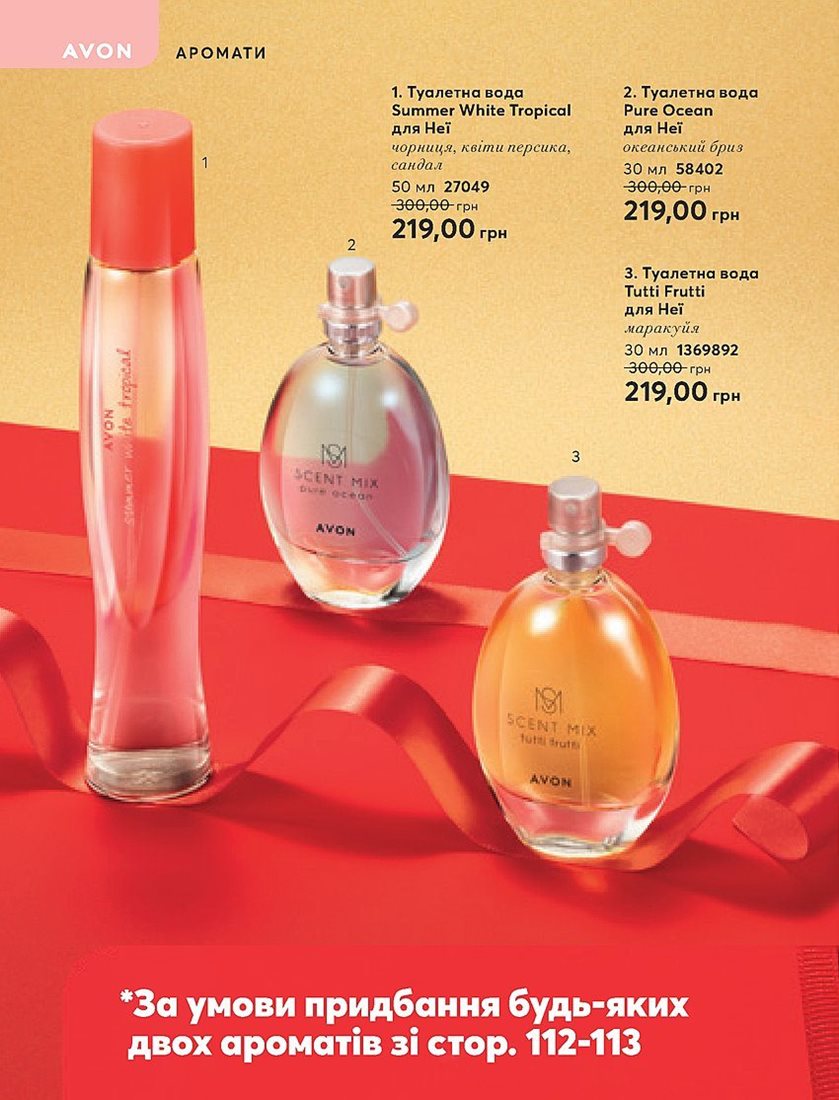 AVON
АРОМАТИ
1. Туалетна вода
Summer White Tropical
для Неї
чорниця, квіти персика,
сандал
50 мл 27049
300,00 грн
219,00 грн
2. Туалетна вода
Pure Ocean
для Неї
океанський бриз
30 мл 58402
300,00 грн
219,00 грн
3. Туалетна вода
Tutti Frutti
для Неї
маракуйя
30 мл 1369892
300,00 грн
219,00 грн
1
AVON
summer white tropical
2
SCENT MIX
pure ocean
AVON
3
SCENT MIX
tutti frutti
AVON
*За умови придбання будь-яких
двох ароматів зі стор. 112-113